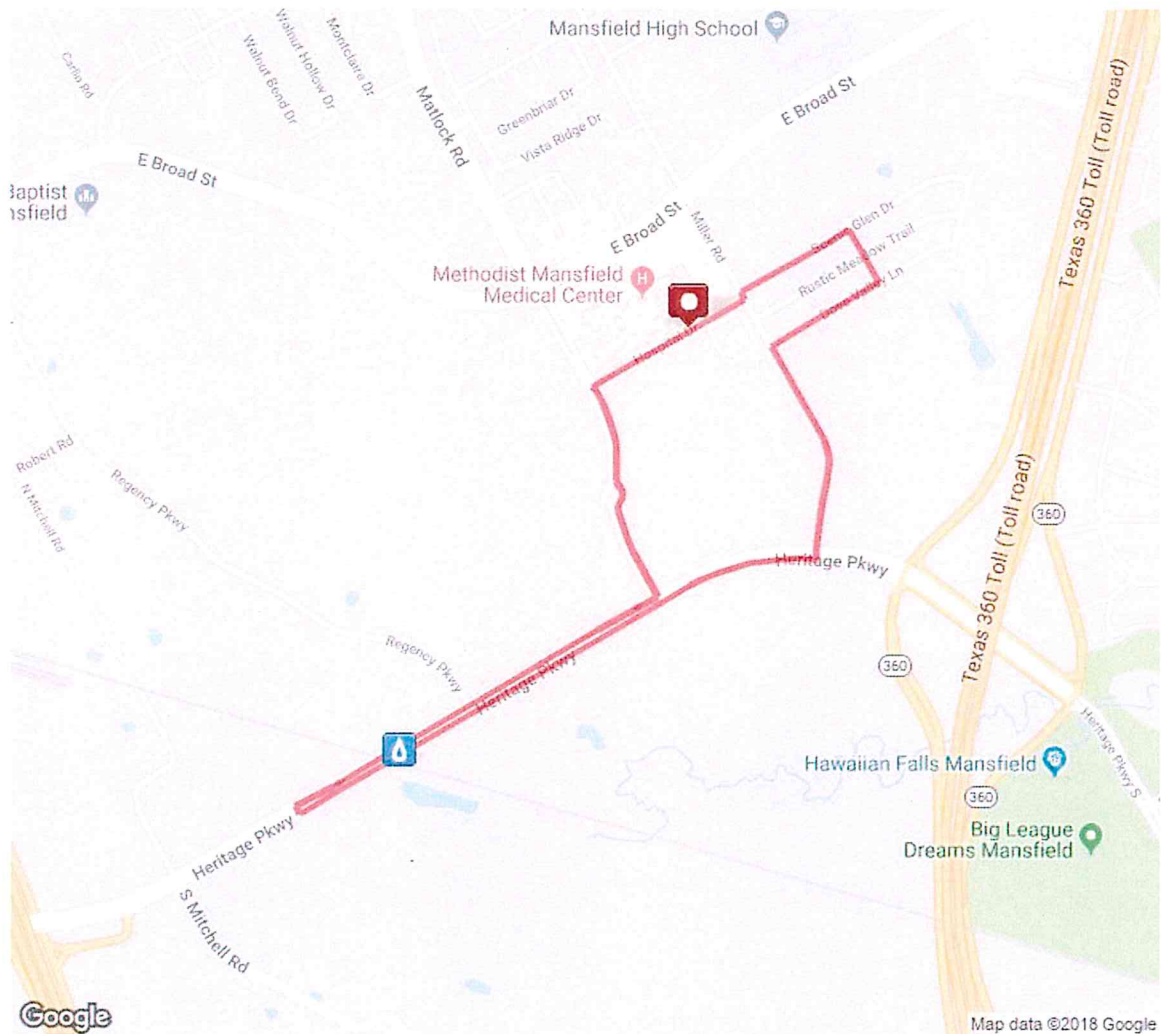 Mansfield High School
Carlin Rd
Walnut Bend Dr
Walnut Hollow Dr
Montclaire Dr
Matlock Rd
Greenbriar Dr
Vista Ridge Dr
E Broad St
E Broad St
Baptist
nsfield
E Broad St
Miller Rd
Scenic Glen Dr
Rustic Meadow Trail
Dove Valley Ln
Methodist Mansfield
Medical Center
H
Hospital Dr
Texas 360 Toll (Toll road)
Robert Rd
N Mitchell Rd
Regency Pkwy
Texas 360 Toll (Toll road)
360
Heritage Pkwy
Regency Pkwy
360
Heritage Pkwy
Heritage Pkwy S
Hawaiian Falls Mansfield
360
Big League
Dreams Mansfield
Heritage Pkwy
S Mitchell Rd
Google
Map data ©2018 Google